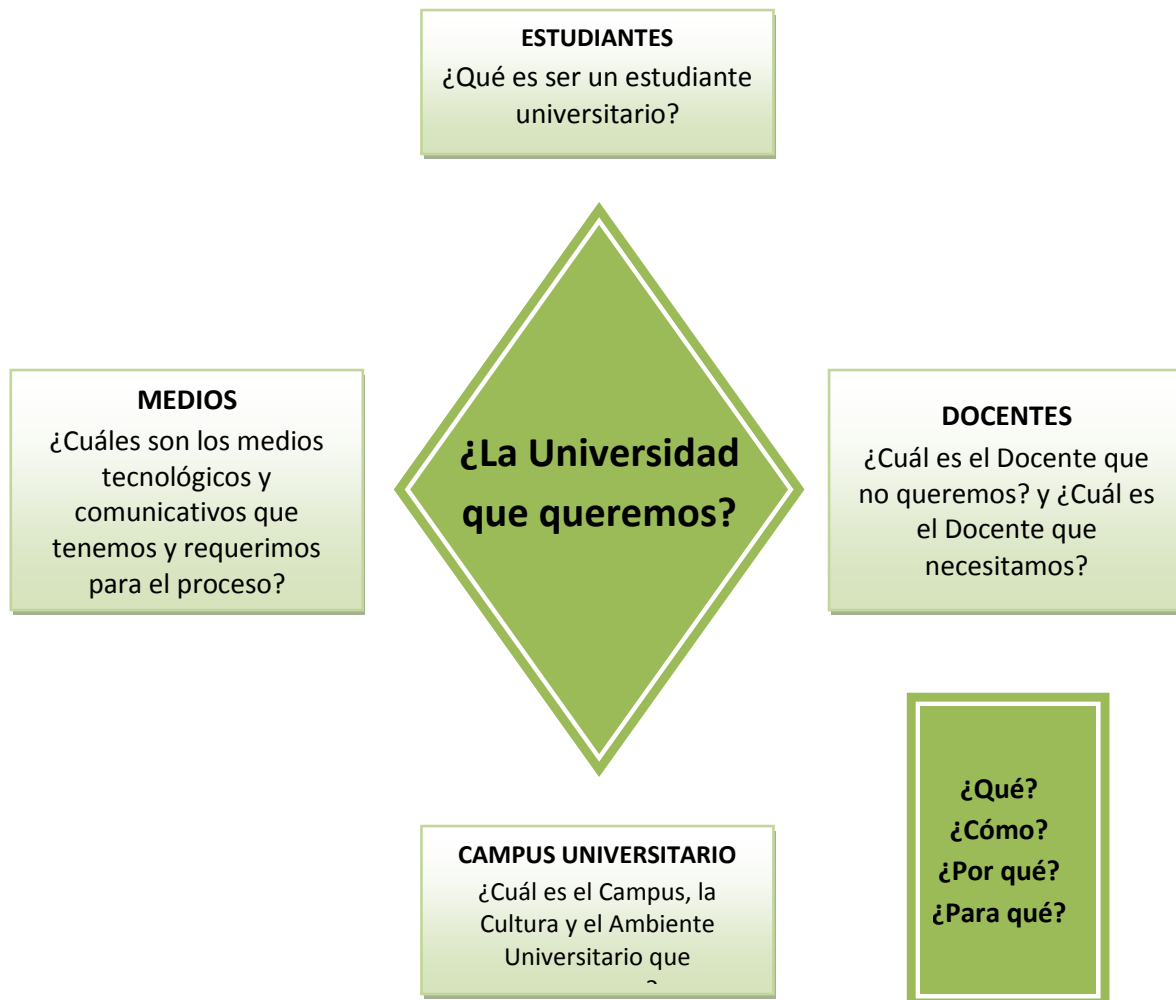 ESTUDIANTES
¿Qué es ser un estudiante
universitario?
MEDIOS
¿Cuáles son los medios
tecnológicos y
comunicativos que
tenemos y requerimos
para el proceso?
¿La Universidad
que queremos?
DOCENTES
¿Cuál es el Docente que
no queremos? y ¿Cuál es
el Docente que
necesitamos?
CAMPUS UNIVERSITARIO
¿Cuál es el Campus, la
Cultura y el Ambiente
Universitario que
¿Qué?
¿Cómo?
¿Por qué?
¿Para qué?